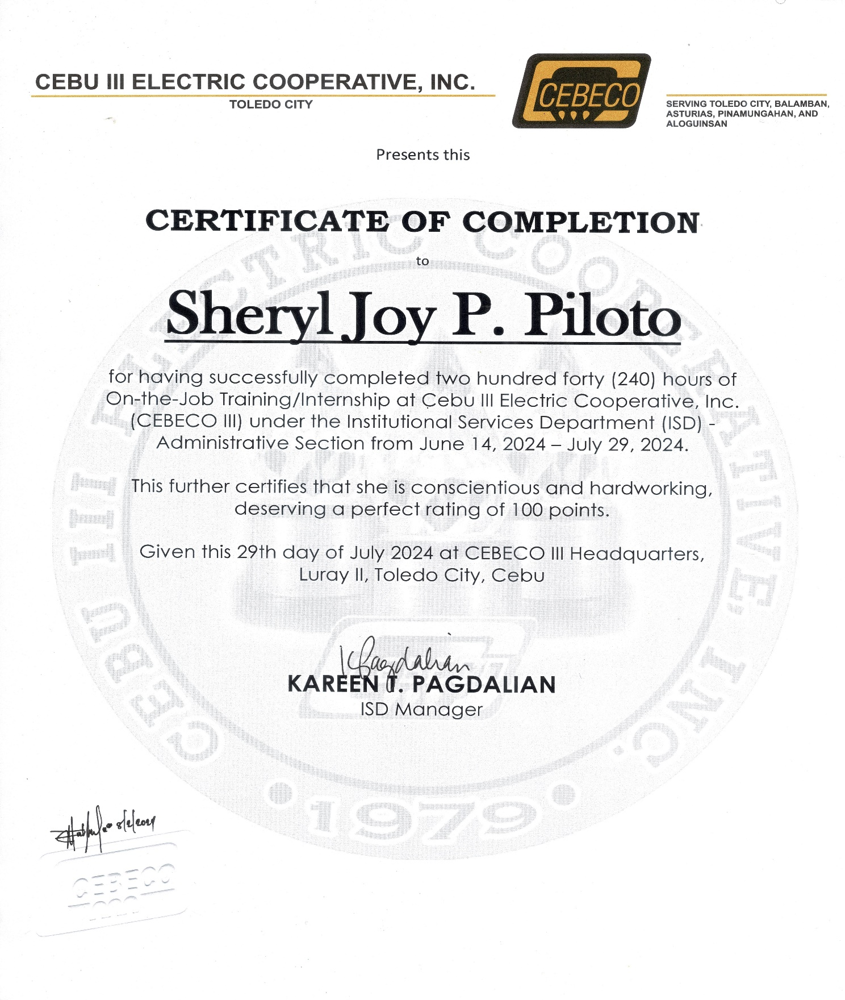 CEBU III ELECTRIC COOPERATIVE, INC.
TOLEDO CITY
CEBECO
SERVING TOLEDO CITY, BALAMBAN,
ASTURIAS, PINAMUNGAHAN, AND
ALOGUINSAN
Presents this
CERTIFICATE OF COMPLETION
to
Sheryl Joy P. Piloto
for having successfully completed two hundred forty (240) hours of
On-the-Job Training/Internship at Cebu III Electric Cooperative, Inc.
(CEBECO III) under the Institutional Services Department (ISD) -
Administrative Section from June 14, 2024 – July 29, 2024.
This further certifies that she is conscientious and hardworking,
deserving a perfect rating of 100 points.
Given this 29th day of July 2024 at CEBECO III Headquarters,
Luray II, Toledo City, Cebu
KPagdalian
KAREEN T. PAGDALIAN
ISD Manager
CEBU III ELECTRIC COOPERATIVE, INC.
1979
8/2/2024
CEBECO